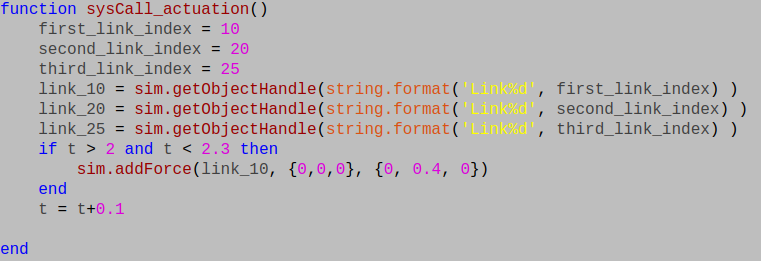 function sysCall_actuation()
    first_link_index = 10
    second_link_index = 20
    third_link_index = 25
    link_10 = sim.getObjectHandle(string.format('Link%d', first_link_index) )
    link_20 = sim.getObjectHandle(string.format('Link%d', second_link_index) )
    link_25 = sim.getObjectHandle(string.format('Link%d', third_link_index) )
    if t > 2 and t < 2.3 then
        sim.addForce(link_10, {0,0,0}, {0, 0.4, 0})
    end
    t = t+0.1
end